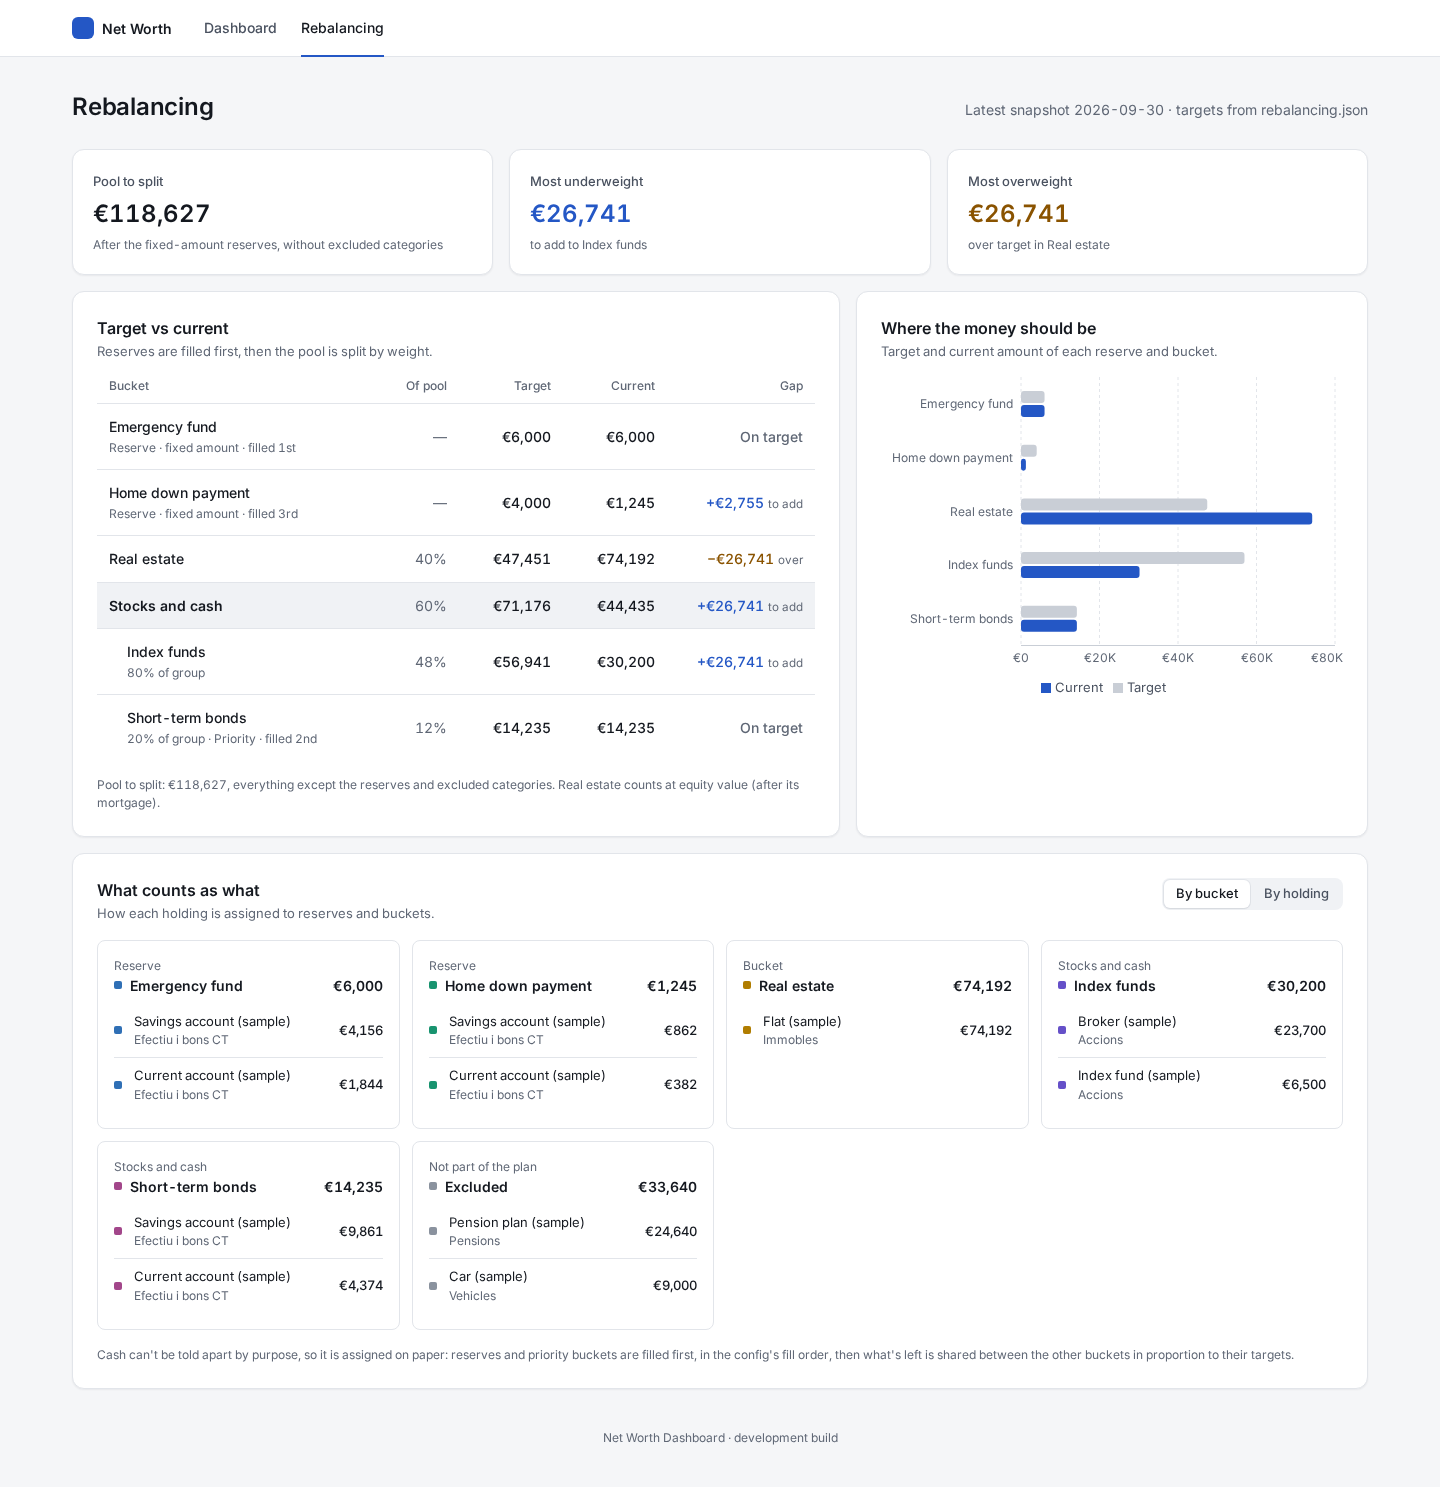 Net Worth
Dashboard
Rebalancing
Rebalancing
Latest snapshot 2026-09-30 · targets from rebalancing.json
Pool to split
€118,627
After the fixed-amount reserves, without excluded categories
Most underweight
€26,741
to add to Index funds
Most overweight
€26,741
over target in Real estate
Target vs current
Reserves are filled first, then the pool is split by weight.
Bucket Of pool Target Current Gap
Emergency fund
Reserve · fixed amount · filled 1st
— €6,000 €6,000 On target
Home down payment
Reserve · fixed amount · filled 3rd
— €4,000 €1,245 +€2,755 to add
Real estate 40% €47,451 €74,192 −€26,741 over
Stocks and cash 60% €71,176 €44,435 +€26,741 to add
Index funds
80% of group
48% €56,941 €30,200 +€26,741 to add
Short-term bonds
20% of group · Priority · filled 2nd
12% €14,235 €14,235 On target
Pool to split: €118,627, everything except the reserves and excluded categories. Real estate counts at equity value (after its
mortgage).
Where the money should be
Target and current amount of each reserve and bucket.
Emergency fund
Home down payment
Real estate
Index funds
Short-term bonds
€0 €20K €40K €60K €80K
Current Target
What counts as what
How each holding is assigned to reserves and buckets.
By bucket By holding
Reserve
Emergency fund €6,000
Savings account (sample)
Efectiu i bons CT
€4,156
Current account (sample)
Efectiu i bons CT
€1,844
Reserve
Home down payment €1,245
Savings account (sample)
Efectiu i bons CT
€862
Current account (sample)
Efectiu i bons CT
€382
Bucket
Real estate €74,192
Flat (sample)
Immobles
€74,192
Stocks and cash
Index funds €30,200
Broker (sample)
Accions
€23,700
Index fund (sample)
Accions
€6,500
Stocks and cash
Short-term bonds €14,235
Savings account (sample)
Efectiu i bons CT
€9,861
Current account (sample)
Efectiu i bons CT
€4,374
Not part of the plan
Excluded €33,640
Pension plan (sample)
Pensions
€24,640
Car (sample)
Vehicles
€9,000
Cash can't be told apart by purpose, so it is assigned on paper: reserves and priority buckets are filled first, in the config's fill order, then what's left is shared between the other buckets in proportion to their targets.
Net Worth Dashboard · development build